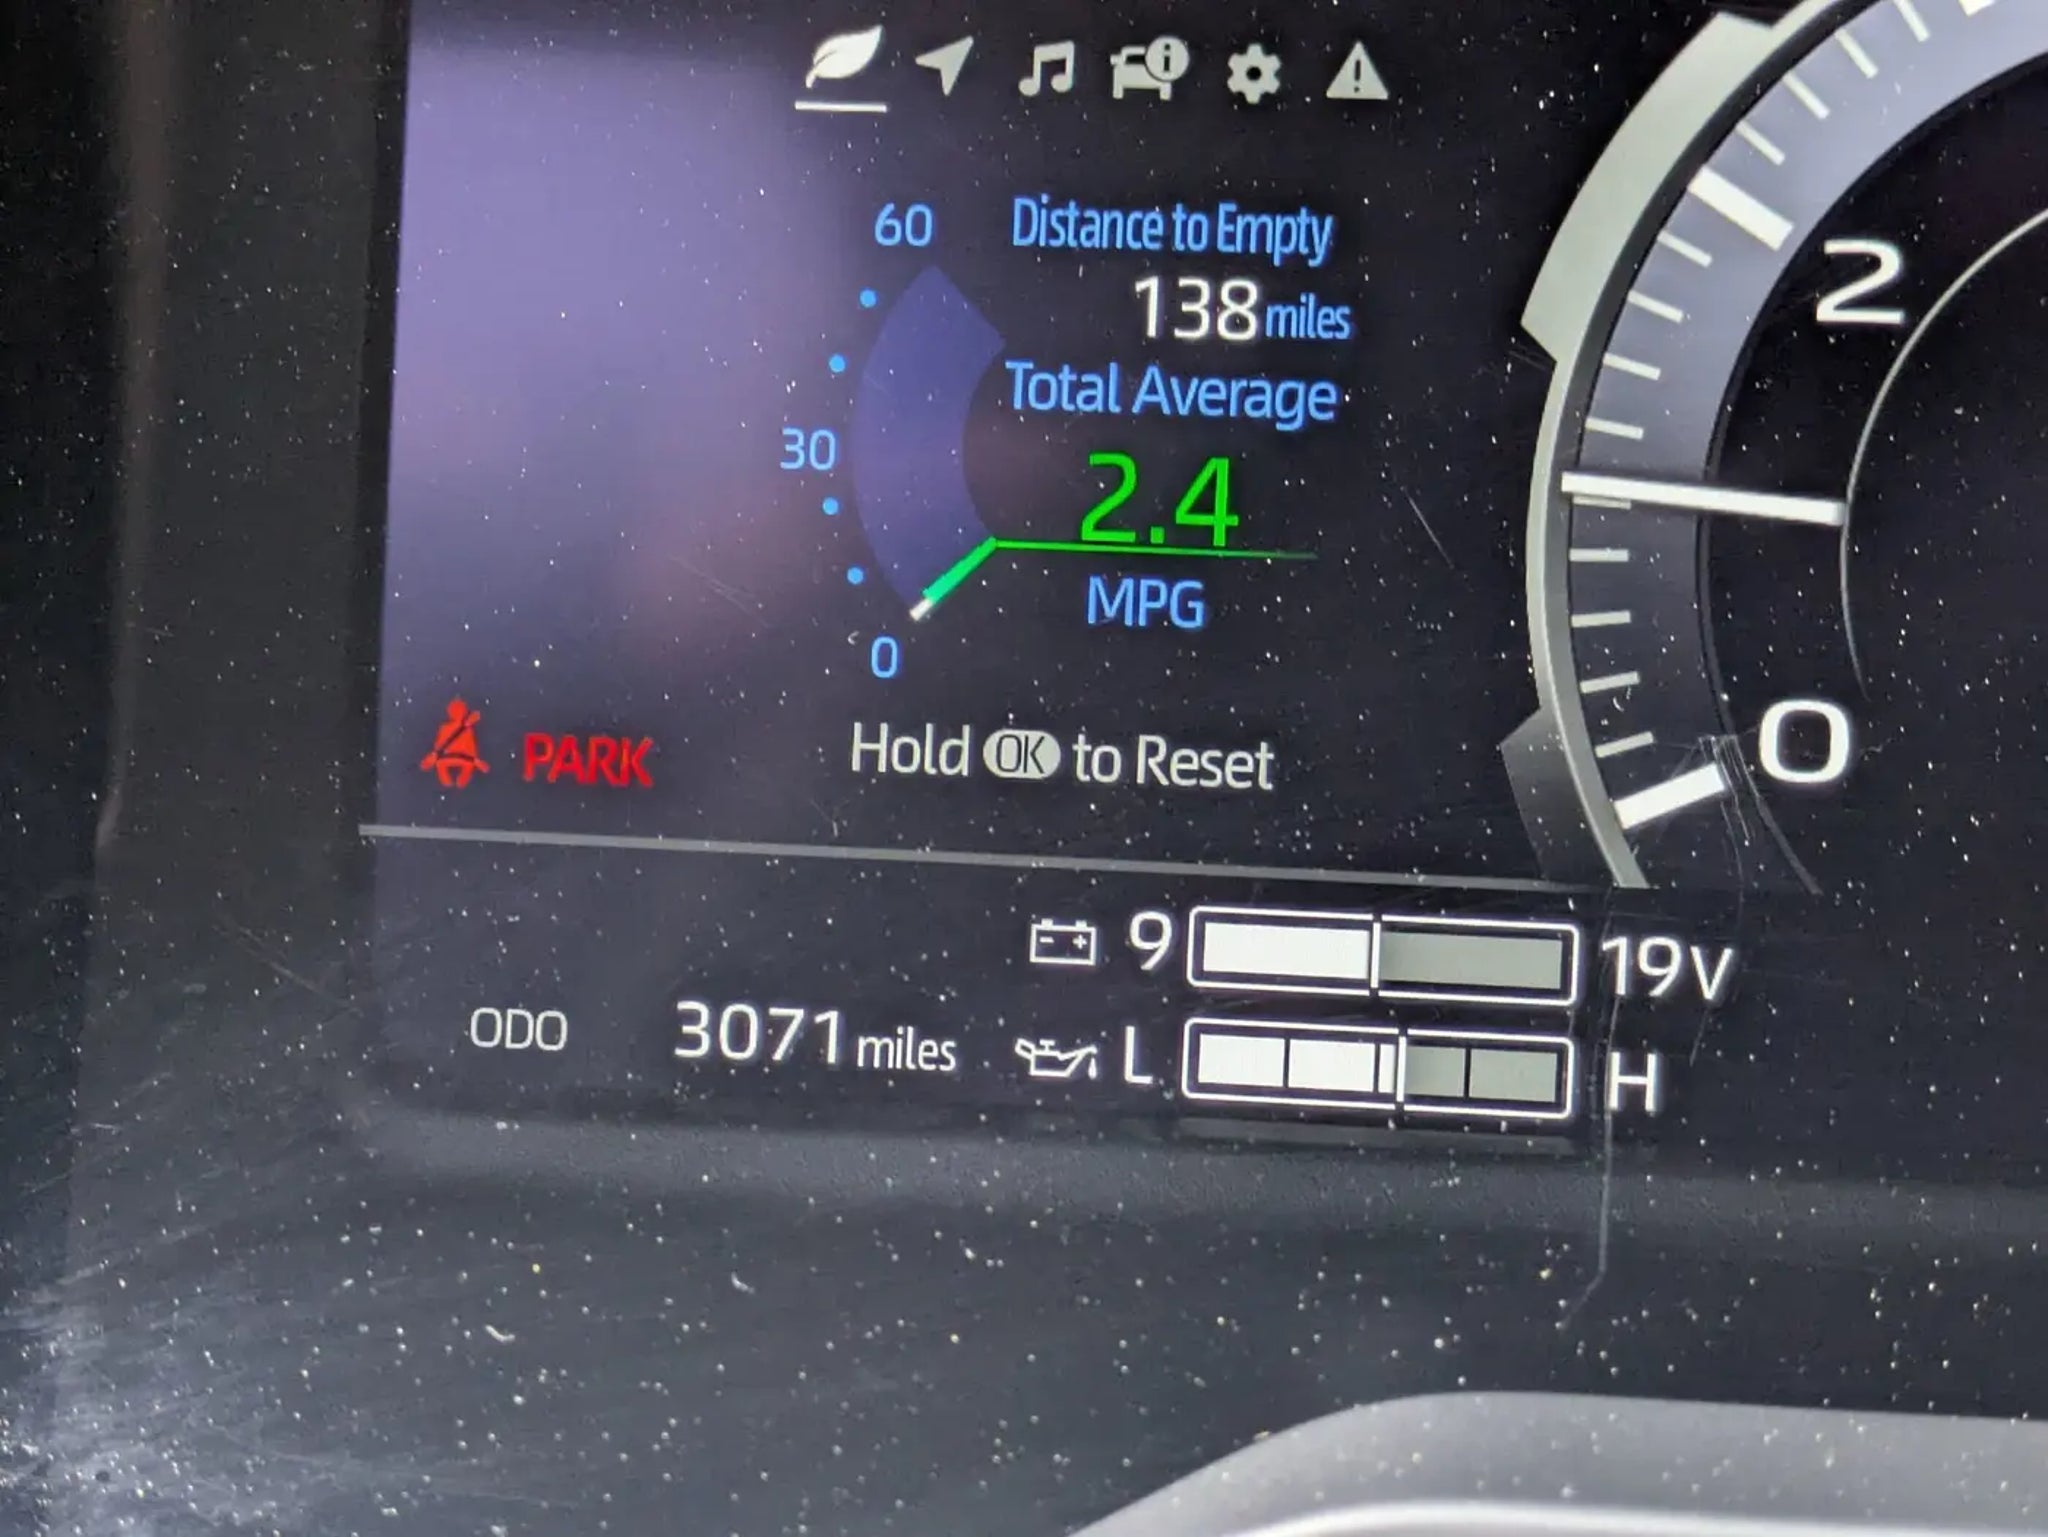 60
Distance to Empty
138 miles
Total Average
30
2.4
MPG
0
PARK
Hold OK to Reset
2
0
9
19V
ODO 3071 miles
L
H